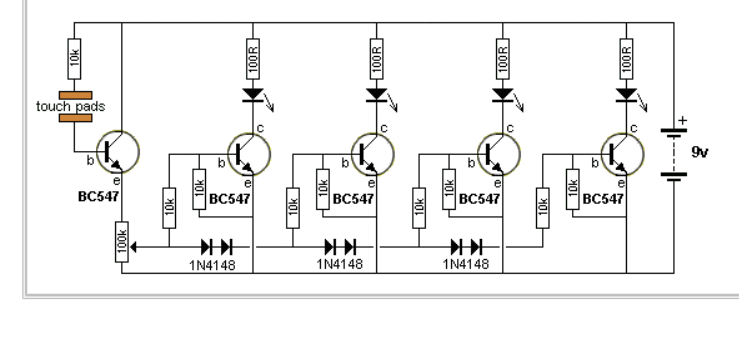 10k 100R 100R 100R 100R
touch pads
c c c c
+
b b b b b
9v
e e e e e
BC547 10k BC547 10k BC547 10k BC547 10k BC547
10k 10k 10k 10k
100k
1N4148 1N4148 1N4148